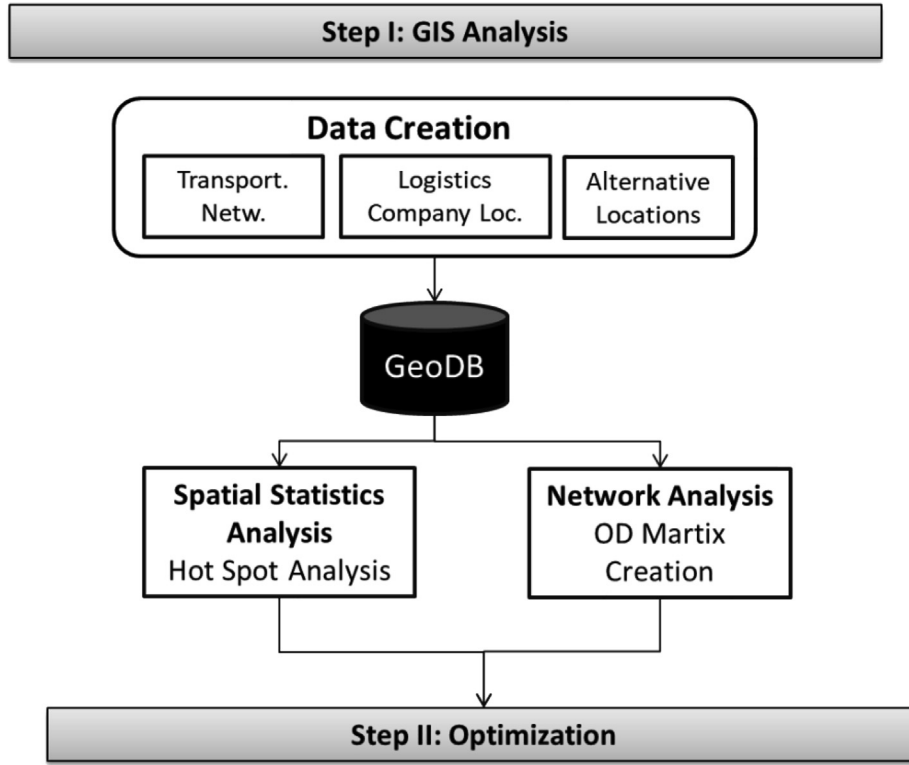 Step I: GIS Analysis
Data Creation
Transport.
Netw.
Logistics
Company Loc.
Alternative
Locations
GeoDB
Spatial Statistics
Analysis
Hot Spot Analysis
Network Analysis
OD Martix
Creation
Step II: Optimization